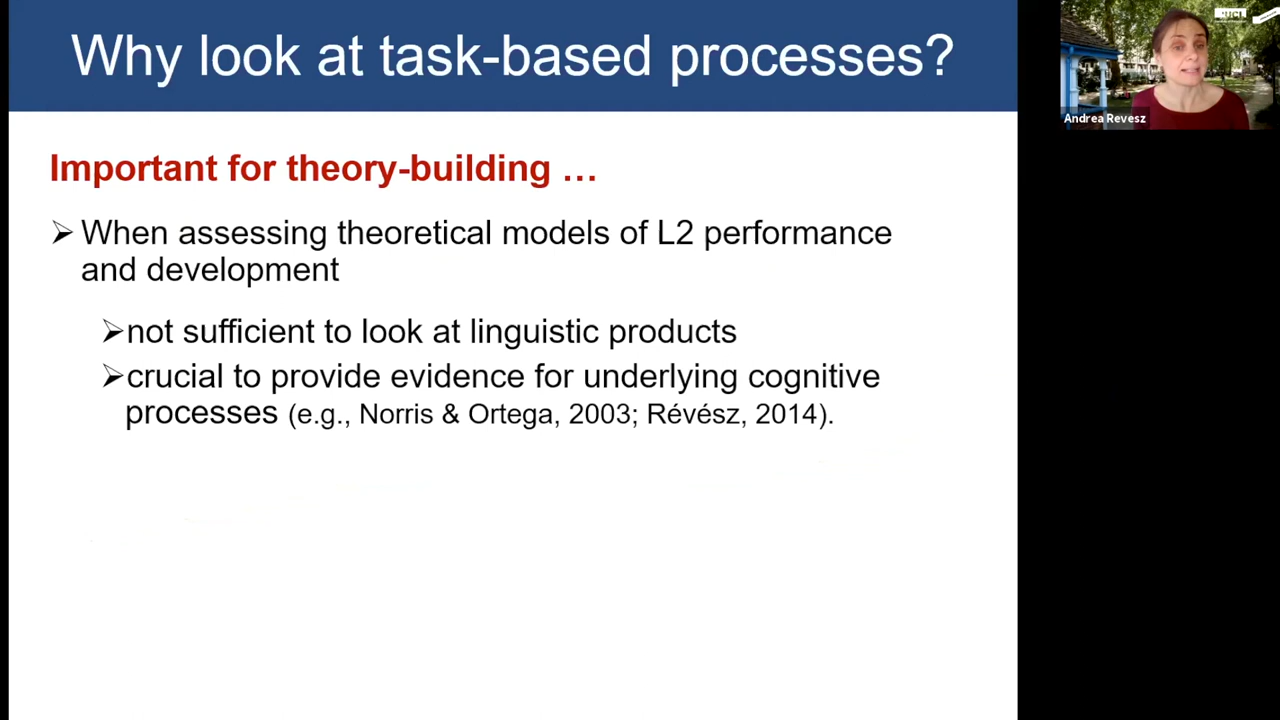 Why look at task-based processes?
Important for theory-building …
➢ When assessing theoretical models of L2 performance
and development
➢not sufficient to look at linguistic products
➢crucial to provide evidence for underlying cognitive
processes (e.g., Norris & Ortega, 2003; Révész, 2014).
Andrea Revesz